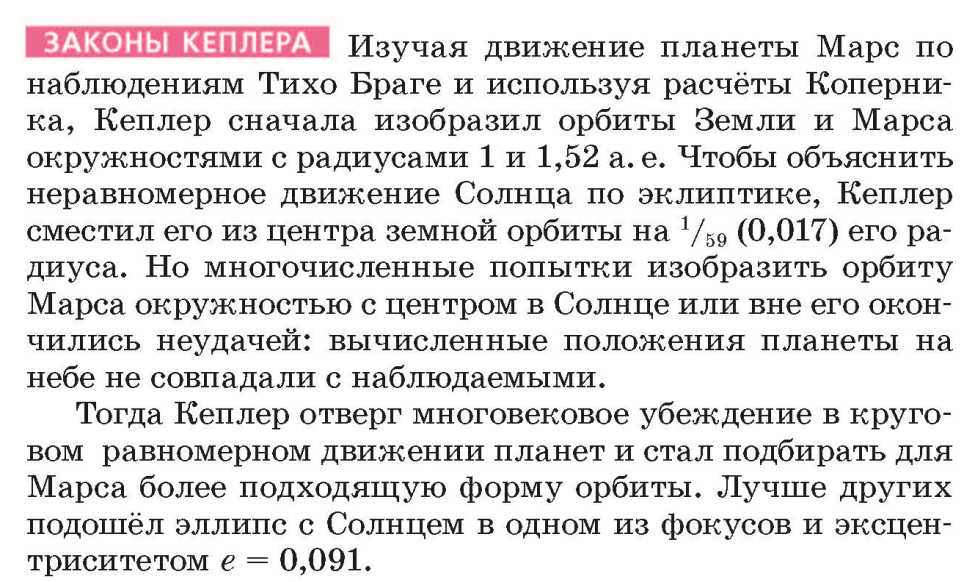 ЗАКОНЫ КЕПЛЕРА Изучая движение планеты Марс по
наблюдениям Тихо Браге и используя расчёты Коперни-
ка, Кеплер сначала изобразил орбиты Земли и Марса
окружностями с радиусами 1 и 1,52 а. е. Чтобы объяснить
неравномерное движение Солнца по эклиптике, Кеплер
сместил его из центра земной орбиты на ¹/₅₉ (0,017) его ра-
диуса. Но многочисленные попытки изобразить орбиту
Марса окружностью с центром в Солнце или вне его окон-
чились неудачей: вычисленные положения планеты на
небе не совпадали с наблюдаемыми.
Тогда Кеплер отверг многовековое убеждение в круго-
вом равномерном движении планет и стал подбирать для
Марса более подходящую форму орбиты. Лучше других
подошёл эллипс с Солнцем в одном из фокусов и эксцен-
триситетом e = 0,091.